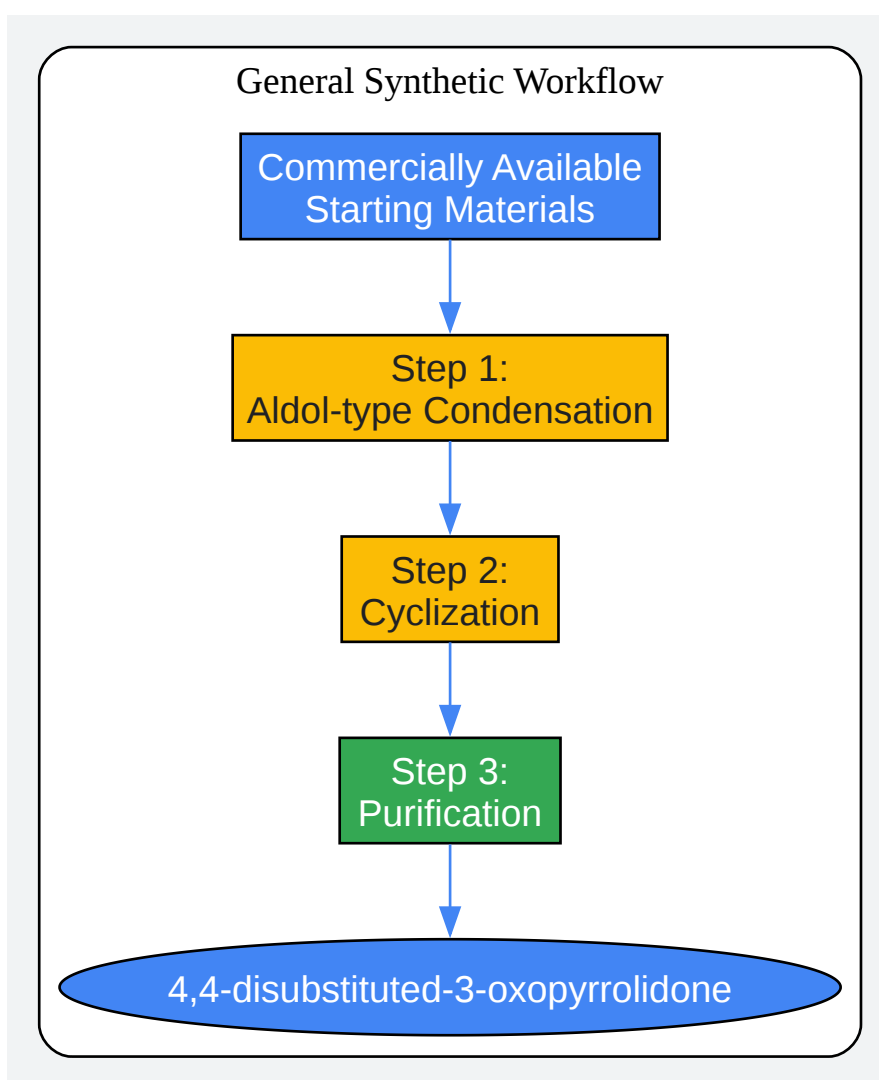 General Synthetic Workflow
Commercially Available
Starting Materials
Step 1:
Aldol-type Condensation
Step 2:
Cyclization
Step 3:
Purification
4,4-disubstituted-3-oxopyrrolidone